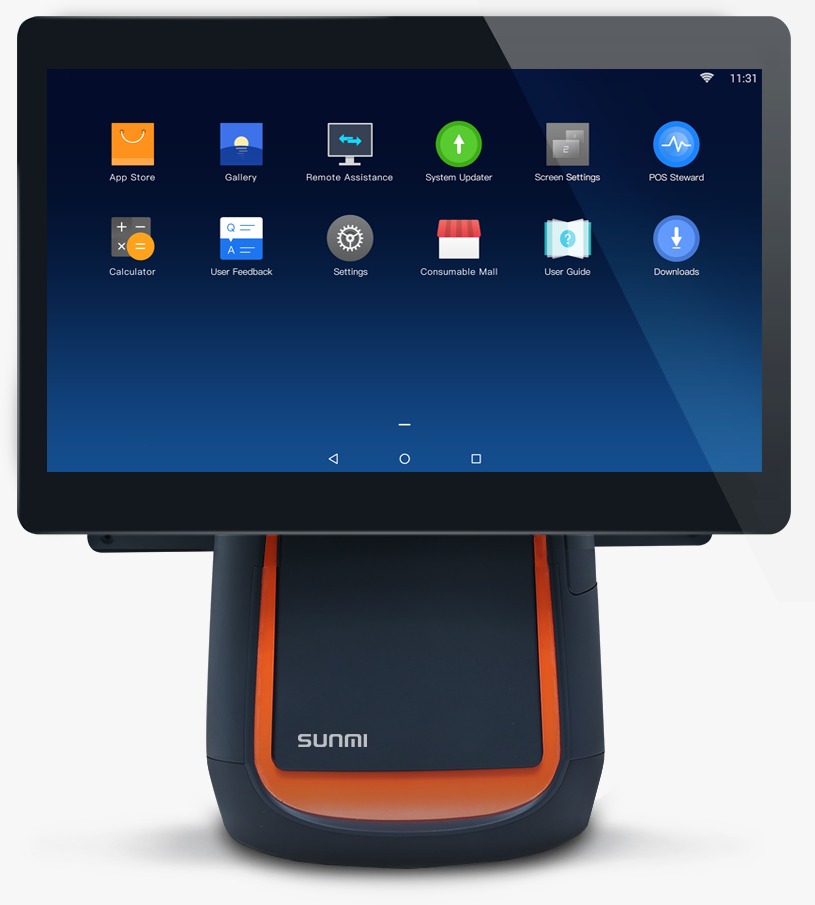 11:31
App Store
Gallery
Remote Assistance
System Updater
Screen Settings
POS Steward
Calculator
User Feedback
Settings
Consumable Mall
User Guide
Downloads
SUNMI